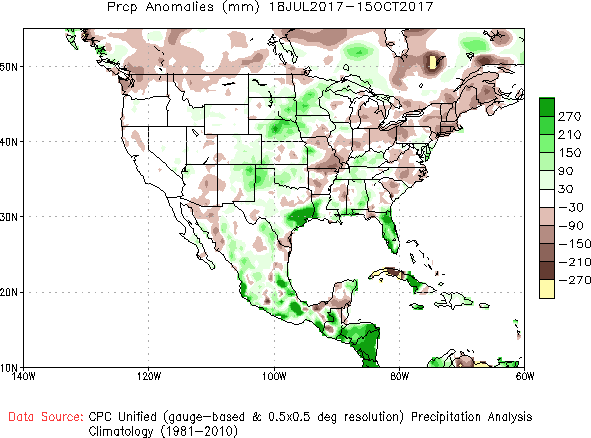 Prcp Anomalies (mm) 18JUL2017-15OCT2017
50N
40N
30N
20N
10N
140W 120W 100W 80W 60W
270
210
150
90
30
-30
-90
-150
-210
-270
Data Source: CPC Unified (gauge-based & 0.5x0.5 deg resolution) Precipitation Analysis
Climatology (1981-2010)